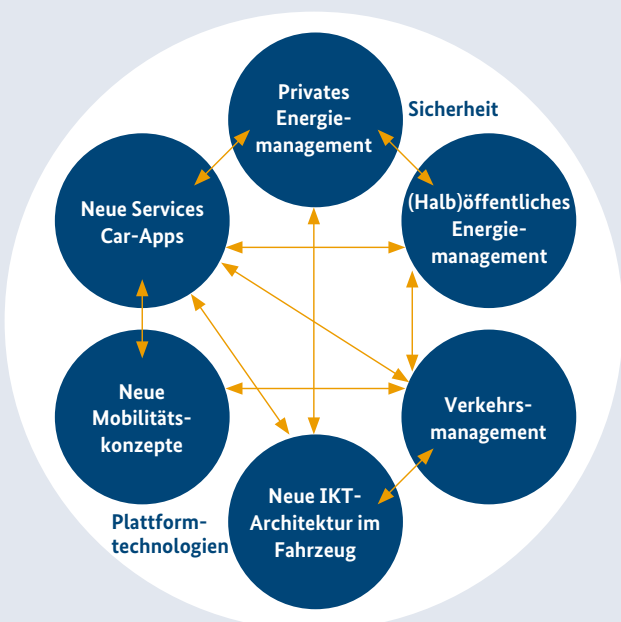 Privates
Energie-
management
Sicherheit
(Halb)öffentliches
Energie-
management
Neue Services
Car-Apps
Neue
Mobilitäts-
konzepte
Verkehrs-
management
Neue IKT-
Architektur im
Fahrzeug
Plattform-
technologien